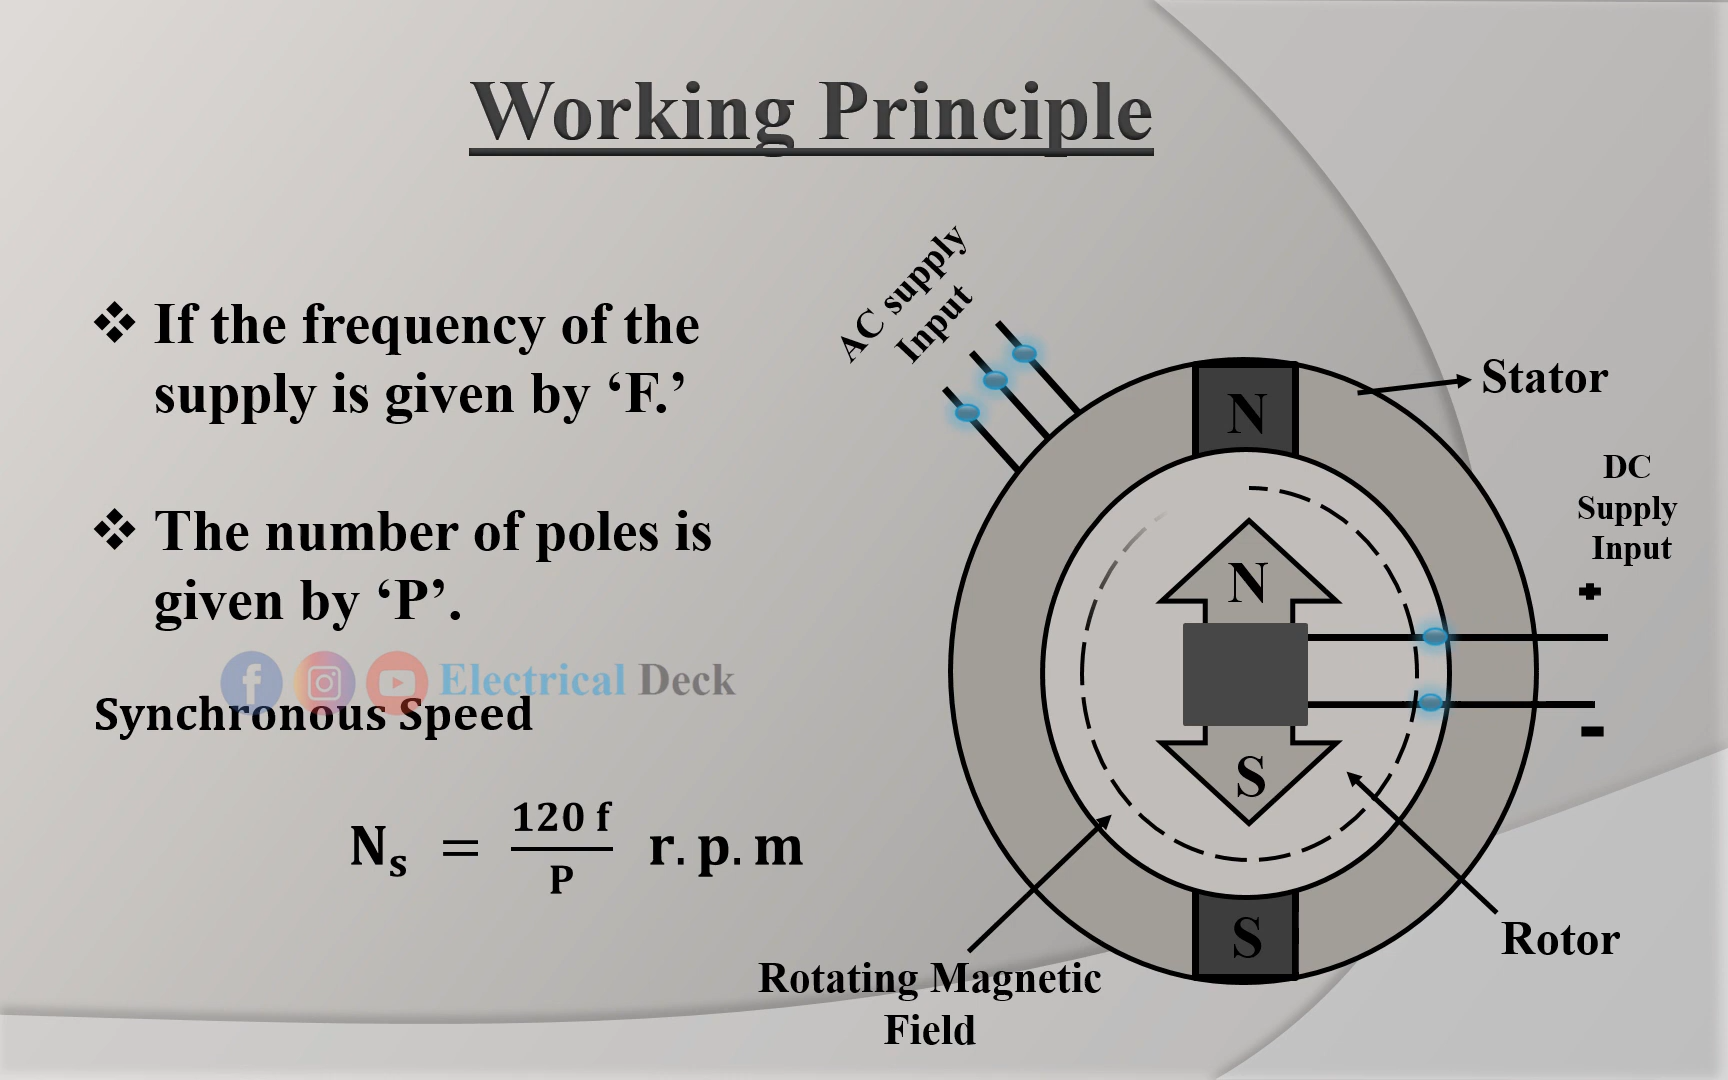 Working Principle
❖ If the frequency of the
supply is given by ‘F.’
❖ The number of poles is
given by ‘P’.
Electrical Deck
Synchronous Speed
Nₛ = 120 f / P r.p.m
AC supply
Input
N
Stator
DC
Supply
Input
+
N
-
S
S
Rotor
Rotating Magnetic
Field